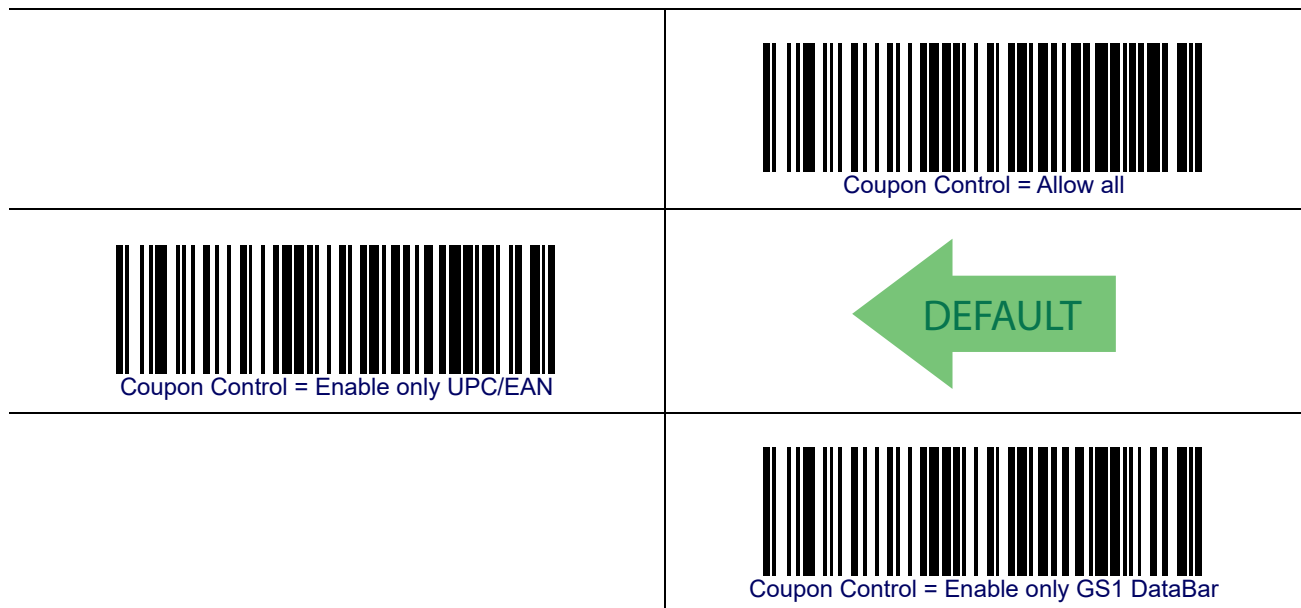 Coupon Control = Allow all
Coupon Control = Enable only UPC/EAN
DEFAULT
Coupon Control = Enable only GS1 DataBar